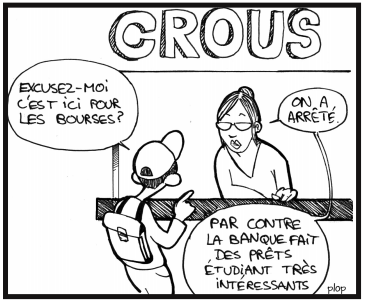 CROUS
EXCUSEZ-MOI
C'EST ICI POUR
LES BOURSES?
ON A
ARRÊTÉ.
PAR CONTRE
LA BANQUE FAIT
DES PRÊTS
ÉTUDIANT TRÈS
INTÉRESSANTS
plop